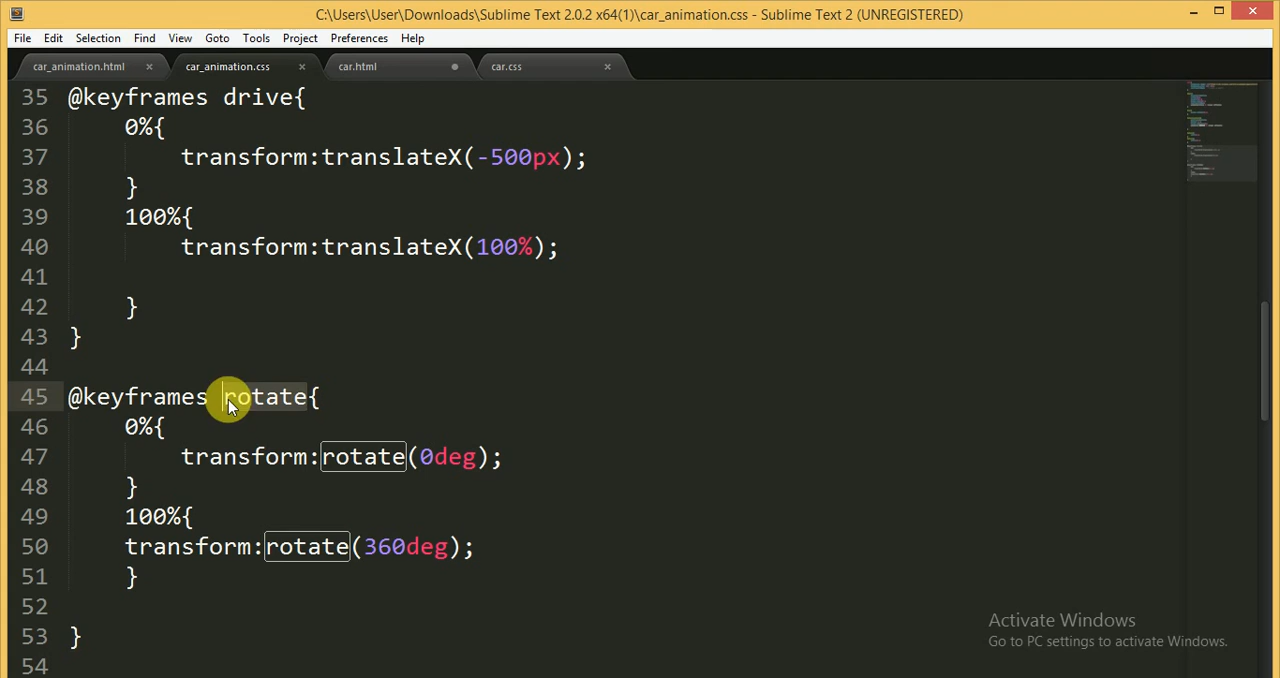 C:\Users\User\Downloads\Sublime Text 2.0.2 x64(1)\car_animation.css - Sublime Text 2 (UNREGISTERED)
File Edit Selection Find View Goto Tools Project Preferences Help
car_animation.html × car_animation.css × car.html car.css ×
35 @keyframes drive{
36     0%{
37         transform:translateX(-500px);
38     }
39     100%{
40         transform:translateX(100%);
41
42     }
43 }
44
45 @keyframes rotate{
46     0%{
47         transform:rotate(0deg);
48     }
49     100%{
50     transform:rotate(360deg);
51     }
52
53 }
54
Activate Windows
Go to PC settings to activate Windows.